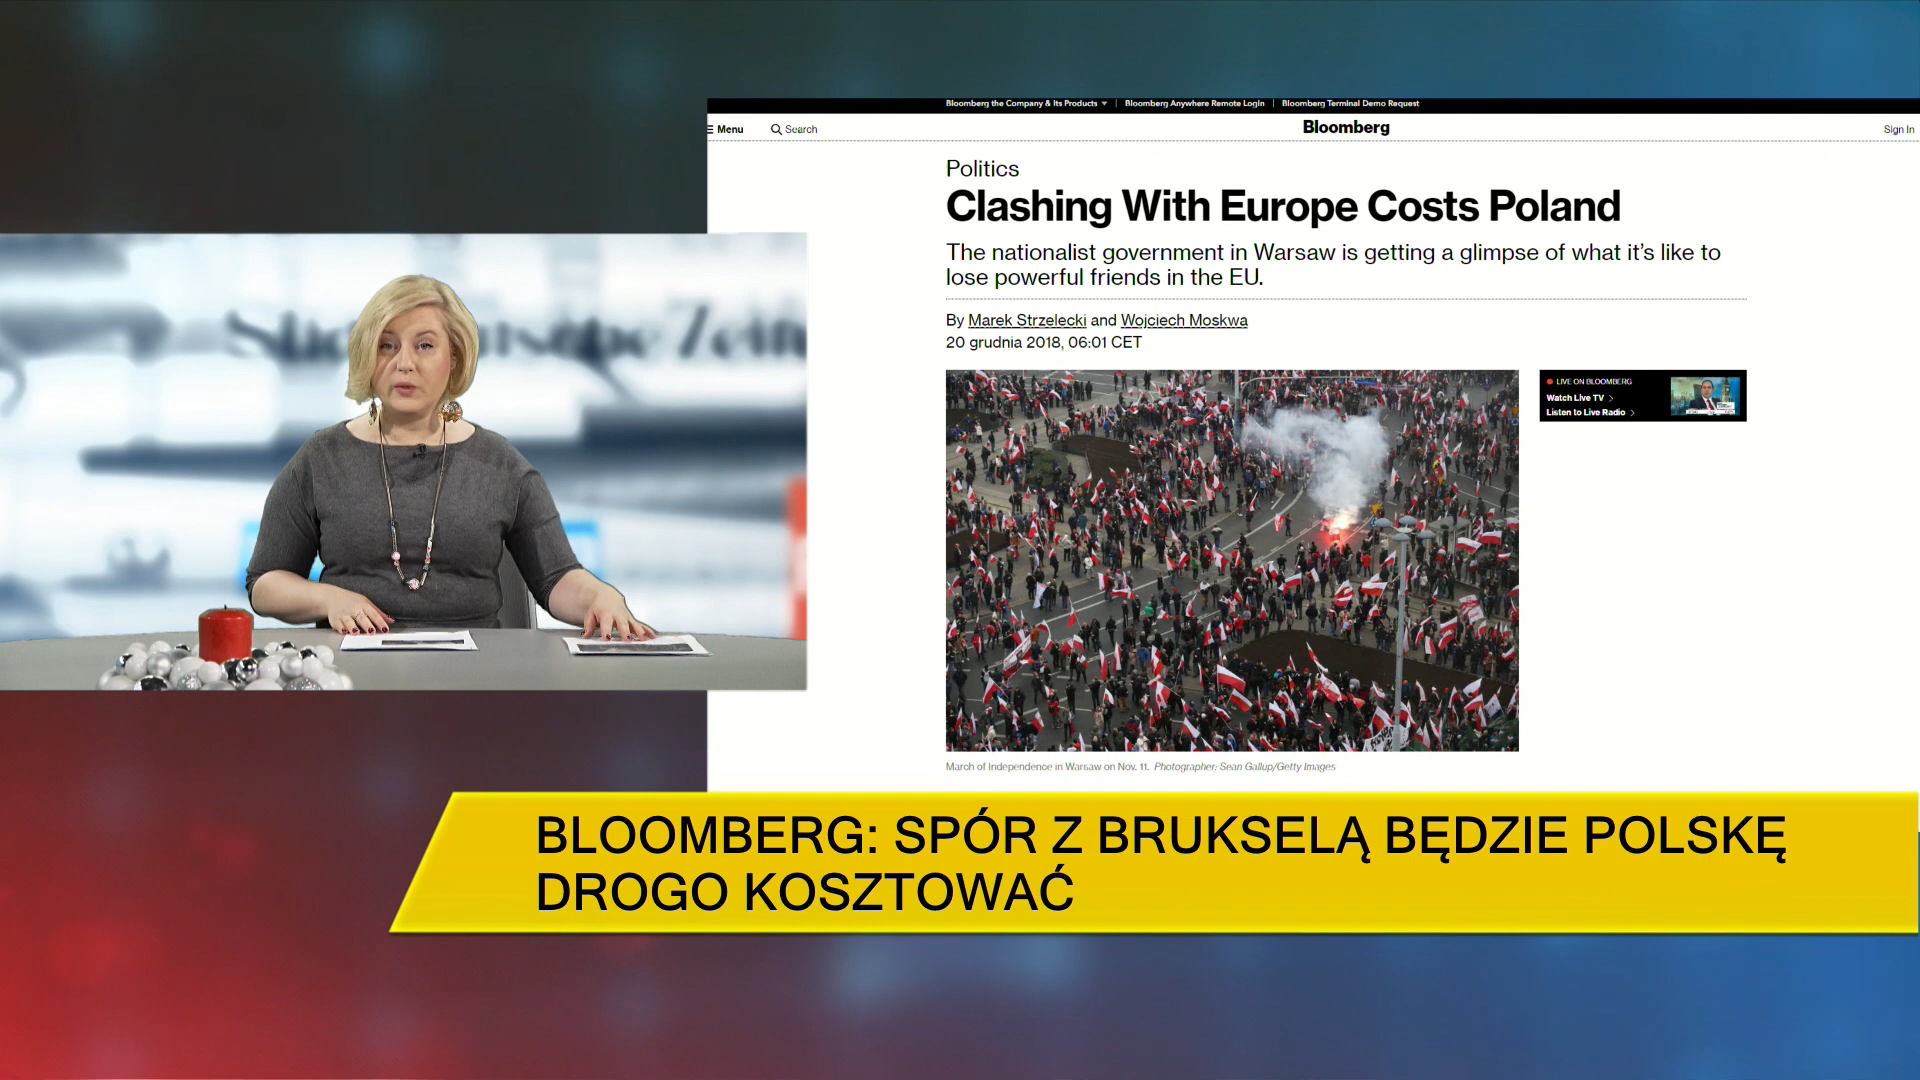 Bloomberg the Company & Its Products
Bloomberg Anywhere Remote Login
Bloomberg Terminal Demo Request
Menu
Search
Bloomberg
Sign In
Politics
Clashing With Europe Costs Poland
The nationalist government in Warsaw is getting a glimpse of what it's like to
lose powerful friends in the EU.
By Marek Strzelecki and Wojciech Moskwa
20 grudnia 2018, 06:01 CET
LIVE ON BLOOMBERG
Watch Live TV
Listen to Live Radio
March of Independence in Warsaw on Nov. 11. Photographer: Sean Gallup/Getty Images
BLOOMBERG: SPÓR Z BRUKSELĄ BĘDZIE POLSKĘ
DROGO KOSZTOWAĆ